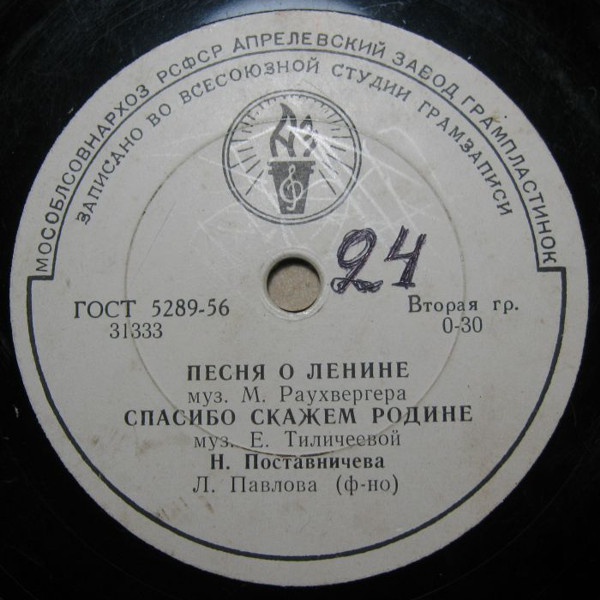 МОСОБЛСОВНАРХОЗ РСФСР АПРЕЛЕВСКИЙ ЗАВОД ГРАМПЛАСТИНОК
ЗАПИСАНО ВО ВСЕСОЮЗНОЙ СТУДИИ ГРАМЗАПИСИ
АЗ
24
ГОСТ 5289-56 Вторая гр.
31333 0-30
ПЕСНЯ О ЛЕНИНЕ
муз. М. Раухвергера
СПАСИБО СКАЖЕМ РОДИНЕ
муз. Е. Тиличеевой
Н. Поставничева
Л. Павлова (ф-но)